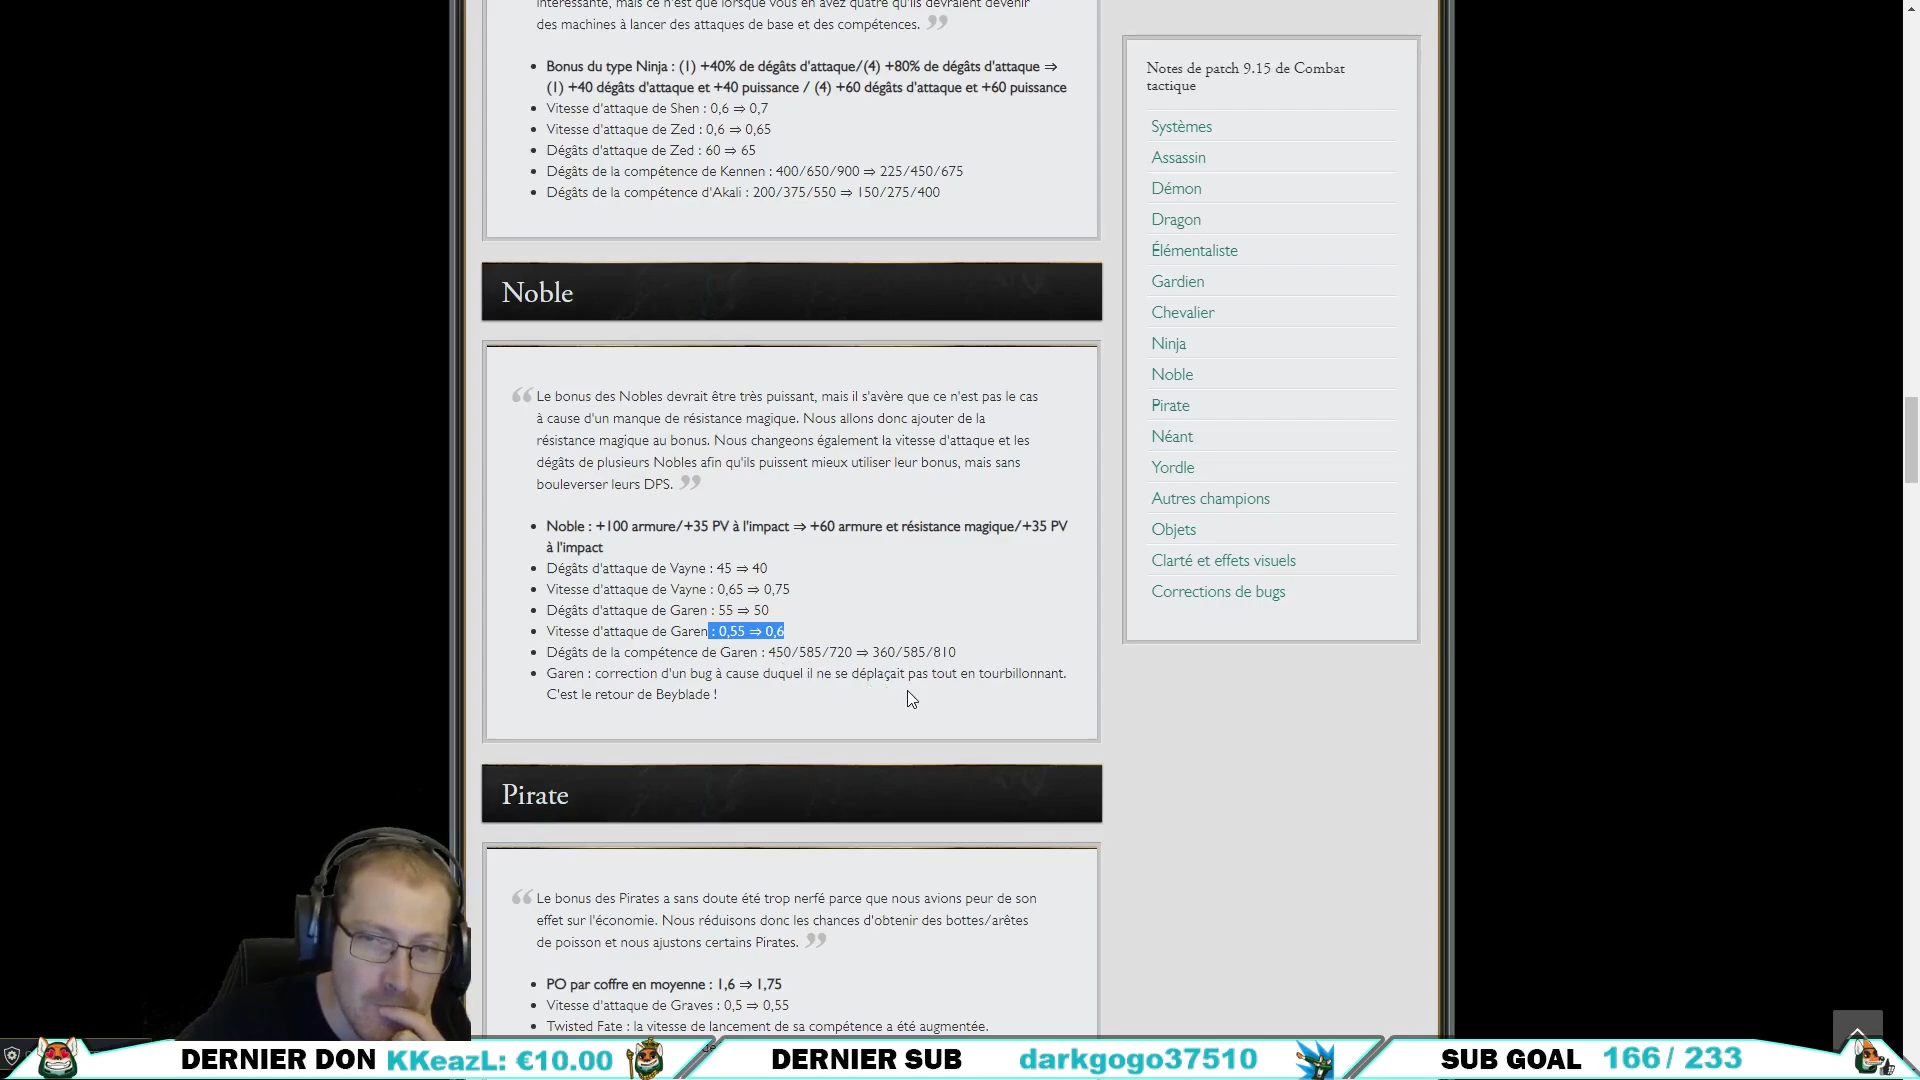 intéressante, mais ce n'est que lorsque vous en avez quatre qu'ils devraient devenir
des machines à lancer des attaques de base et des compétences. ”
• Bonus du type Ninja : (1) +40% de dégâts d'attaque/(4) +80% de dégâts d'attaque ⇒
(1) +40 dégâts d'attaque et +40 puissance / (4) +60 dégâts d'attaque et +60 puissance
• Vitesse d'attaque de Shen : 0,6 ⇒ 0,7
• Vitesse d'attaque de Zed : 0,6 ⇒ 0,65
• Dégâts d'attaque de Zed : 60 ⇒ 65
• Dégâts de la compétence de Kennen : 400/650/900 ⇒ 225/450/675
• Dégâts de la compétence d'Akali : 200/375/550 ⇒ 150/275/400
Noble
“ Le bonus des Nobles devrait être très puissant, mais il s'avère que ce n'est pas le cas
à cause d'un manque de résistance magique. Nous allons donc ajouter de la
résistance magique au bonus. Nous changeons également la vitesse d'attaque et les
dégâts de plusieurs Nobles afin qu'ils puissent mieux utiliser leur bonus, mais sans
bouleverser leurs DPS. ”
• Noble : +100 armure/+35 PV à l'impact ⇒ +60 armure et résistance magique/+35 PV
à l'impact
• Dégâts d'attaque de Vayne : 45 ⇒ 40
• Vitesse d'attaque de Vayne : 0,65 ⇒ 0,75
• Dégâts d'attaque de Garen : 55 ⇒ 50
• Vitesse d'attaque de Garen : 0,55 ⇒ 0,6
• Dégâts de la compétence de Garen : 450/585/720 ⇒ 360/585/810
• Garen : correction d'un bug à cause duquel il ne se déplaçait pas tout en tourbillonnant.
C'est le retour de Beyblade !
Pirate
“ Le bonus des Pirates a sans doute été trop nerfé parce que nous avions peur de son
effet sur l'économie. Nous réduisons donc les chances d'obtenir des bottes/arêtes
de poisson et nous ajustons certains Pirates. ”
• PO par coffre en moyenne : 1,6 ⇒ 1,75
• Vitesse d'attaque de Graves : 0,5 ⇒ 0,55
• Twisted Fate : la vitesse de lancement de sa compétence a été augmentée.
Notes de patch 9.15 de Combat
tactique
Systèmes
Assassin
Démon
Dragon
Élémentaliste
Gardien
Chevalier
Ninja
Noble
Pirate
Néant
Yordle
Autres champions
Objets
Clarté et effets visuels
Corrections de bugs
DERNIER DON KKeazL: €10.00
DERNIER SUB darkgogo37510
SUB GOAL 166 / 233